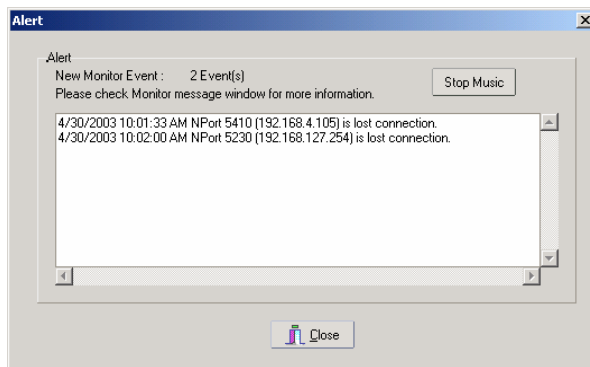 Alert
Alert
New Monitor Event : 2 Event(s)
Please check Monitor message window for more information.
Stop Music
4/30/2003 10:01:33 AM NPort 5410 (192.168.4.105) is lost connection.
4/30/2003 10:02:00 AM NPort 5230 (192.168.127.254) is lost connection.
Close